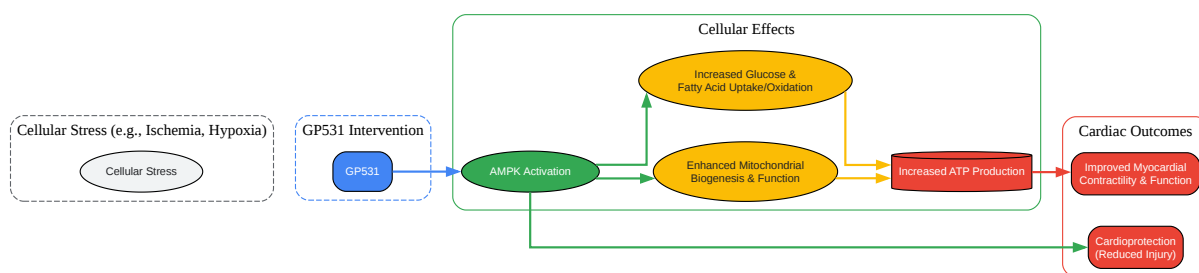 Cellular Stress (e.g., Ischemia, Hypoxia)
Cellular Stress
GP531 Intervention
GP531
Cellular Effects
AMPK Activation
Increased Glucose &
Fatty Acid Uptake/Oxidation
Enhanced Mitochondrial
Biogenesis & Function
Increased ATP Production
Cardiac Outcomes
Improved Myocardial
Contractility & Function
Cardioprotection
(Reduced Injury)